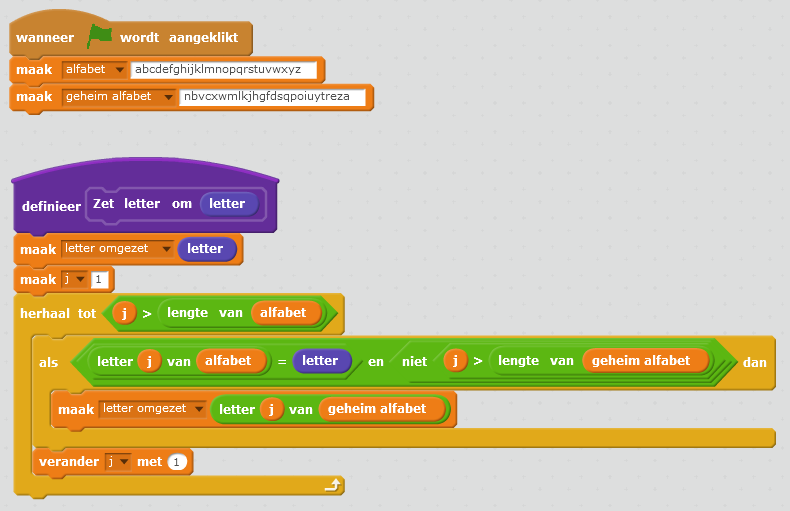 wanneer wordt aangeklikt
maak alfabet abcdefghijklmnopqrstuvwxyz
maak geheim alfabet nbvcxwmlkjhgfdsqpoiuytreza
definieer Zet letter om letter
maak letter omgezet letter
maak j 1
herhaal tot j > lengte van alfabet
als letter j van alfabet = letter en niet j > lengte van geheim alfabet dan
maak letter omgezet letter j van geheim alfabet
verander j met 1